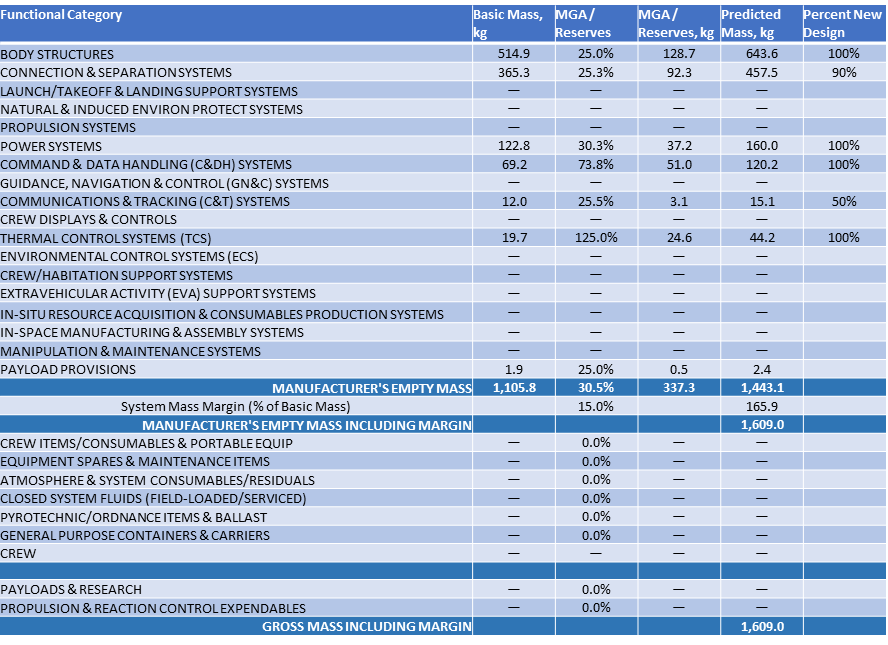 Functional Category Basic Mass, kg MGA / Reserves MGA / Reserves, kg Predicted Mass, kg Percent New Design
BODY STRUCTURES 514.9 25.0% 128.7 643.6 100%
CONNECTION & SEPARATION SYSTEMS 365.3 25.3% 92.3 457.5 90%
LAUNCH/TAKEOFF & LANDING SUPPORT SYSTEMS — — — —
NATURAL & INDUCED ENVIRON PROTECT SYSTEMS — — — —
PROPULSION SYSTEMS — — — —
POWER SYSTEMS 122.8 30.3% 37.2 160.0 100%
COMMAND & DATA HANDLING (C&DH) SYSTEMS 69.2 73.8% 51.0 120.2 100%
GUIDANCE, NAVIGATION & CONTROL (GN&C) SYSTEMS — — — —
COMMUNICATIONS & TRACKING (C&T) SYSTEMS 12.0 25.5% 3.1 15.1 50%
CREW DISPLAYS & CONTROLS — — — —
THERMAL CONTROL SYSTEMS (TCS) 19.7 125.0% 24.6 44.2 100%
ENVIRONMENTAL CONTROL SYSTEMS (ECS) — — — —
CREW/HABITATION SUPPORT SYSTEMS — — — —
EXTRAVEHICULAR ACTIVITY (EVA) SUPPORT SYSTEMS — — — —
IN-SITU RESOURCE ACQUISITION & CONSUMABLES PRODUCTION SYSTEMS — — — —
IN-SPACE MANUFACTURING & ASSEMBLY SYSTEMS — — — —
MANIPULATION & MAINTENANCE SYSTEMS — — — —
PAYLOAD PROVISIONS 1.9 25.0% 0.5 2.4
MANUFACTURER'S EMPTY MASS 1,105.8 30.5% 337.3 1,443.1
System Mass Margin (% of Basic Mass) 15.0% 165.9
MANUFACTURER'S EMPTY MASS INCLUDING MARGIN 1,609.0
CREW ITEMS/CONSUMABLES & PORTABLE EQUIP — 0.0% — —
EQUIPMENT SPARES & MAINTENANCE ITEMS — 0.0% — —
ATMOSPHERE & SYSTEM CONSUMABLES/RESIDUALS — 0.0% — —
CLOSED SYSTEM FLUIDS (FIELD-LOADED/SERVICED) — 0.0% — —
PYROTECHNIC/ORDNANCE ITEMS & BALLAST — 0.0% — —
GENERAL PURPOSE CONTAINERS & CARRIERS — 0.0% — —
CREW — — — —
PAYLOADS & RESEARCH — 0.0% — —
PROPULSION & REACTION CONTROL EXPENDABLES — 0.0% — —
GROSS MASS INCLUDING MARGIN 1,609.0